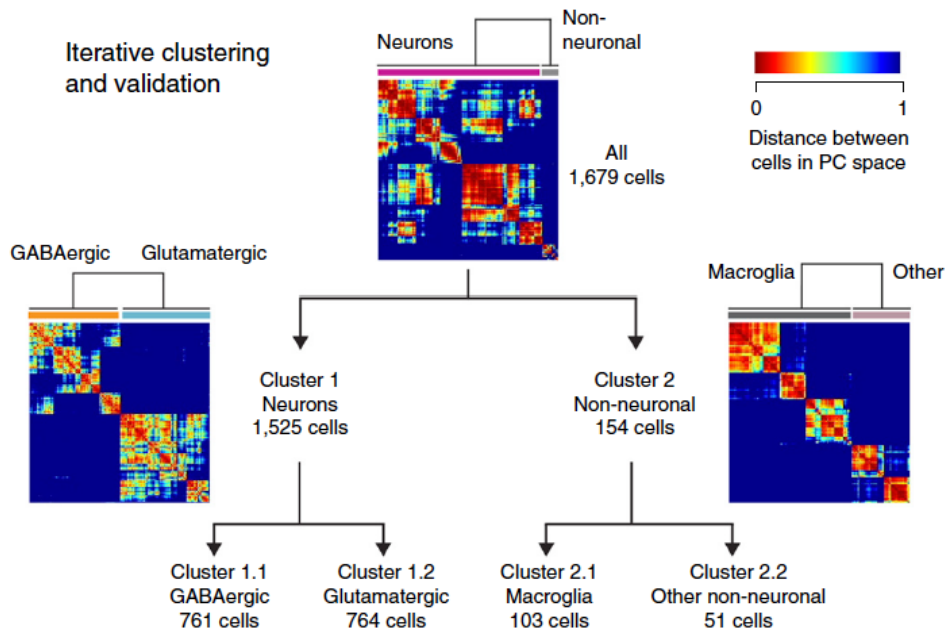 Iterative clustering
and validation
Neurons
Non-
neuronal
0
1
Distance between
cells in PC space
All
1,679 cells
GABAergic
Glutamatergic
Macroglia
Other
Cluster 1
Neurons
1,525 cells
Cluster 2
Non-neuronal
154 cells
Cluster 1.1
GABAergic
761 cells
Cluster 1.2
Glutamatergic
764 cells
Cluster 2.1
Macroglia
103 cells
Cluster 2.2
Other non-neuronal
51 cells